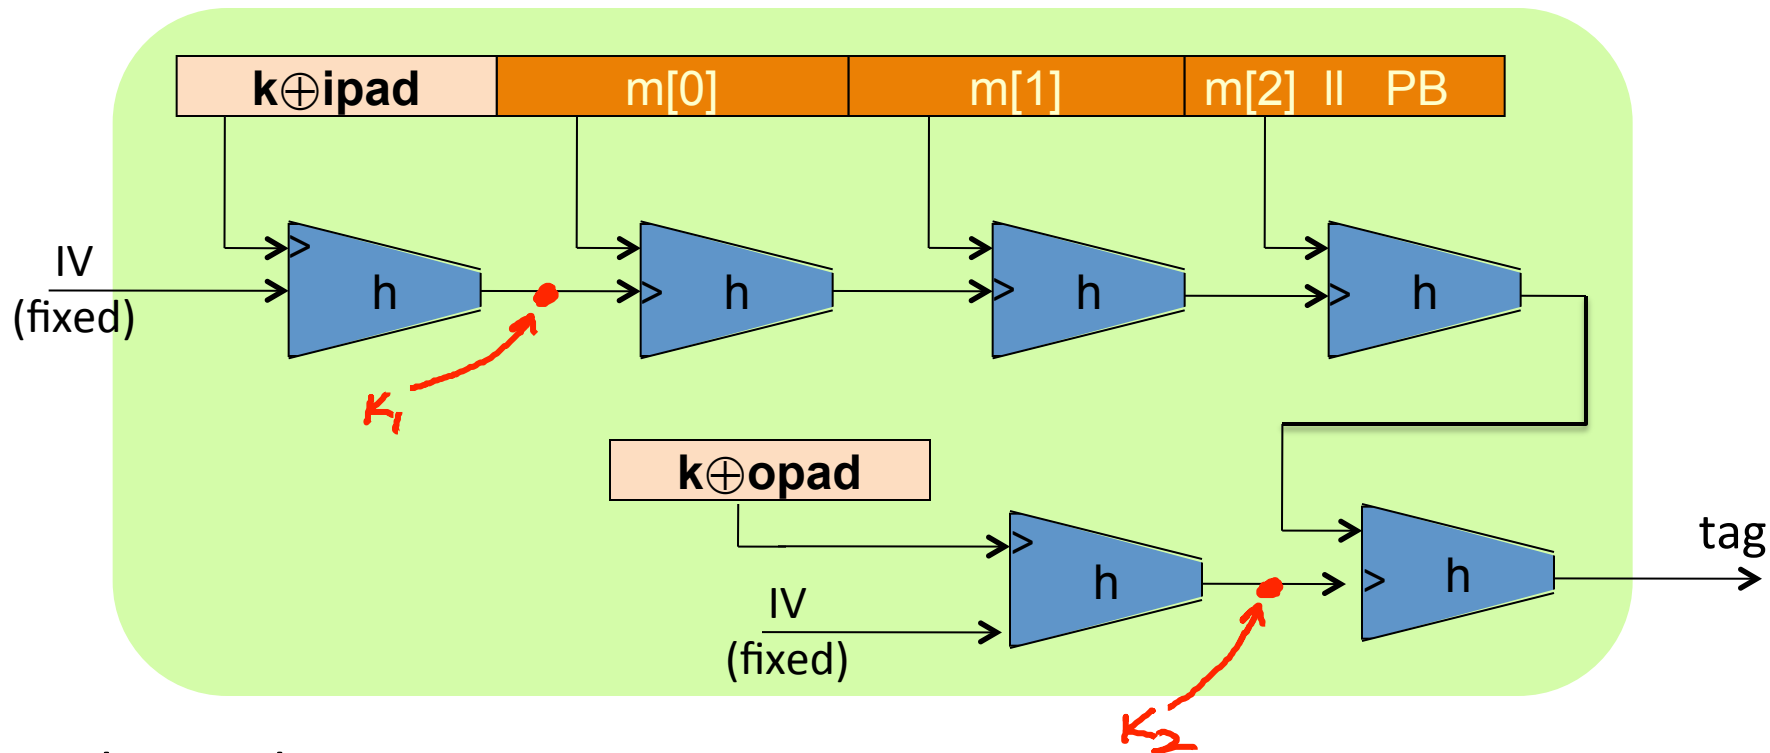 k⊕ipad m[0] m[1] m[2] ll PB
> > > >
IV
(fixed)
h h h h
K1
k⊕opad
> >
h h
tag
IV
(fixed)
K2